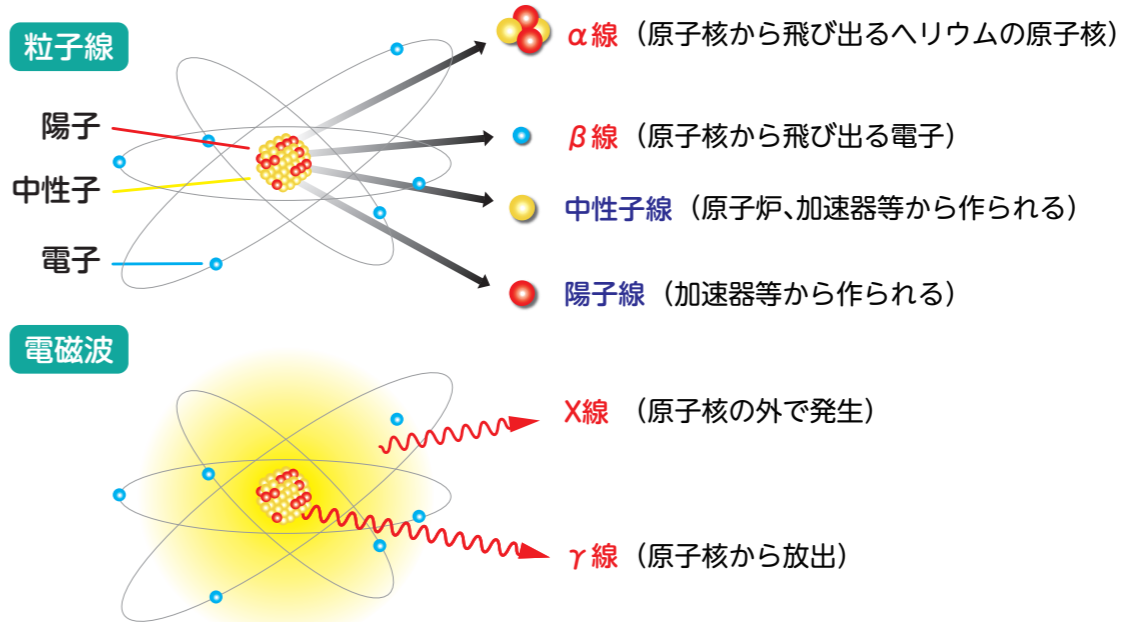 粒子線
α線（原子核から飛び出るヘリウムの原子核）
陽子
β線（原子核から飛び出る電子）
中性子
中性子線（原子炉、加速器等から作られる）
電子
陽子線（加速器等から作られる）
電磁波
X線（原子核の外で発生）
γ線（原子核から放出）